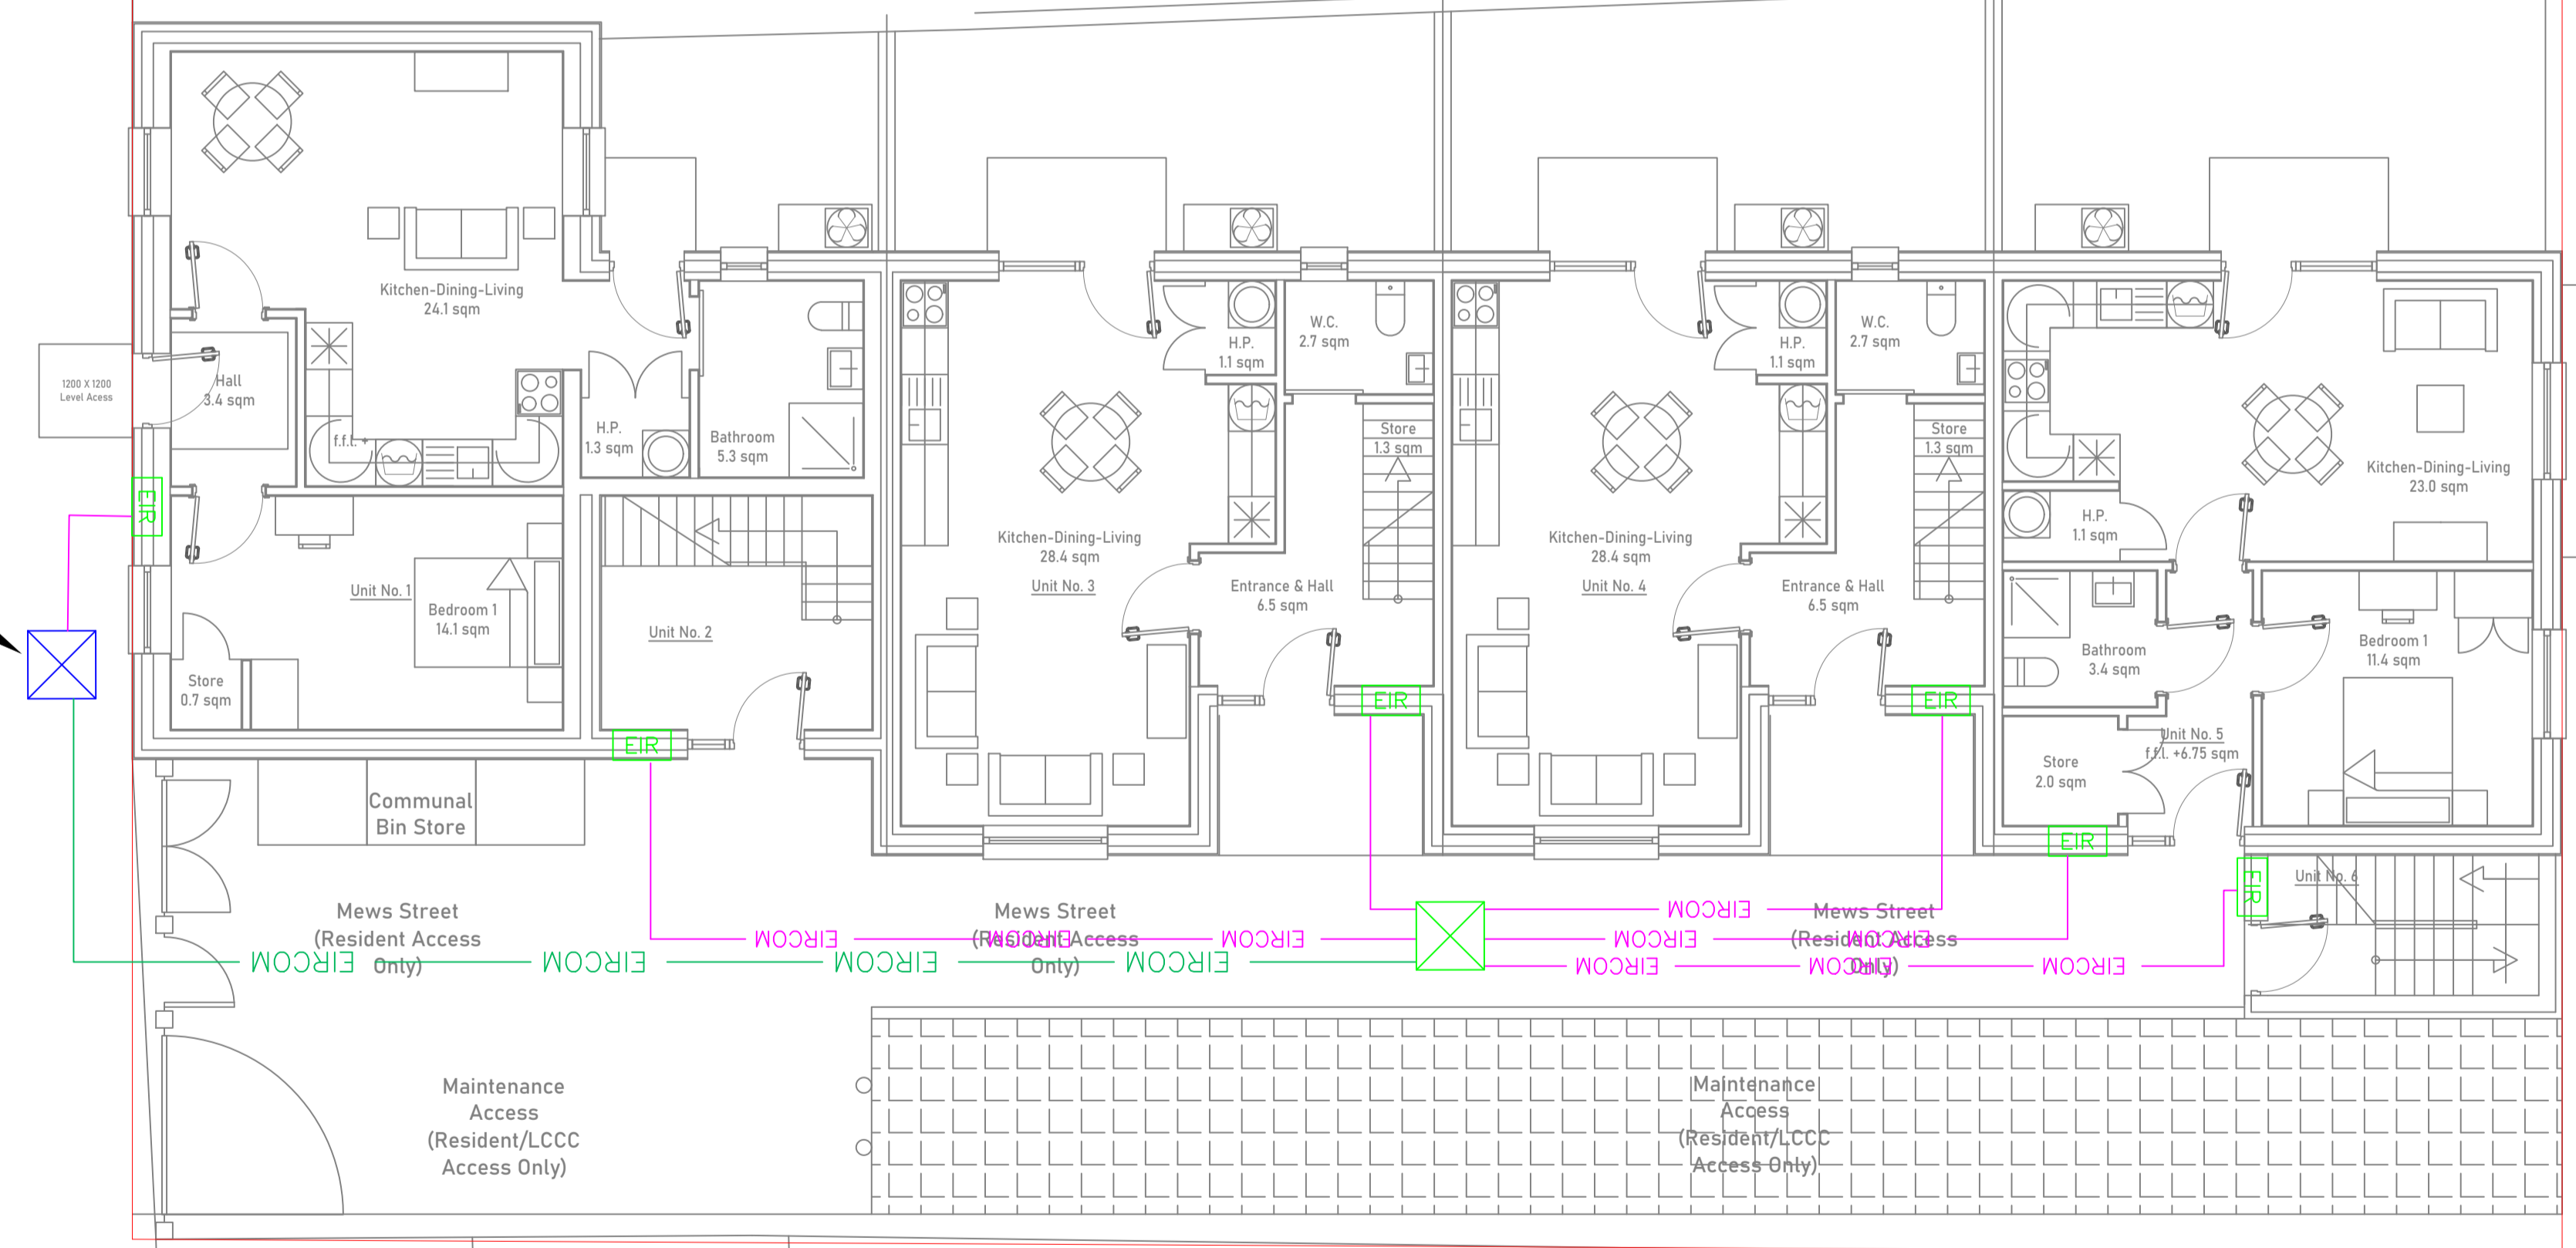 Kitchen-Dining-Living
24.1 sqm
1200 X 1200
Level Acess
Hall
3.4 sqm
f.f.l. +
H.P.
1.3 sqm
Bathroom
5.3 sqm
EIR
Unit No. 1
Bedroom 1
14.1 sqm
Store
0.7 sqm
Unit No. 2
EIR
H.P.
1.1 sqm
W.C.
2.7 sqm
Store
1.3 sqm
Kitchen-Dining-Living
28.4 sqm
Unit No. 3
Entrance & Hall
6.5 sqm
EIR
H.P.
1.1 sqm
W.C.
2.7 sqm
Store
1.3 sqm
Kitchen-Dining-Living
28.4 sqm
Unit No. 4
Entrance & Hall
6.5 sqm
EIR
Kitchen-Dining-Living
23.0 sqm
H.P.
1.1 sqm
Bathroom
3.4 sqm
Bedroom 1
11.4 sqm
Unit No. 5
f.f.l. +6.75 sqm
Store
2.0 sqm
EIR
EIR
Unit No. 6
Communal
Bin Store
Mews Street
(Resident Access
Only)
Mews Street
(Resident Access
Only)
Mews Street
(Resident Access
Only)
EIRCOM
EIRCOM EIRCOM EIRCOM EIRCOM EIRCOM
EIRCOM EIRCOM EIRCOM EIRCOM EIRCOM EIRCOM EIRCOM
Maintenance
Access
(Resident/LCCC
Access Only)
Maintenance
Access
(Resident/LCCC
Access Only)